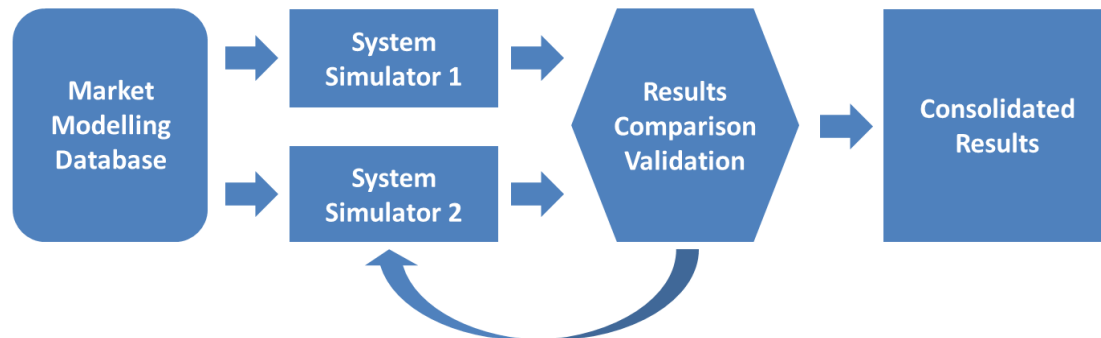 Market
Modelling
Database
System
Simulator 1
System
Simulator 2
Results
Comparison
Validation
Consolidated
Results